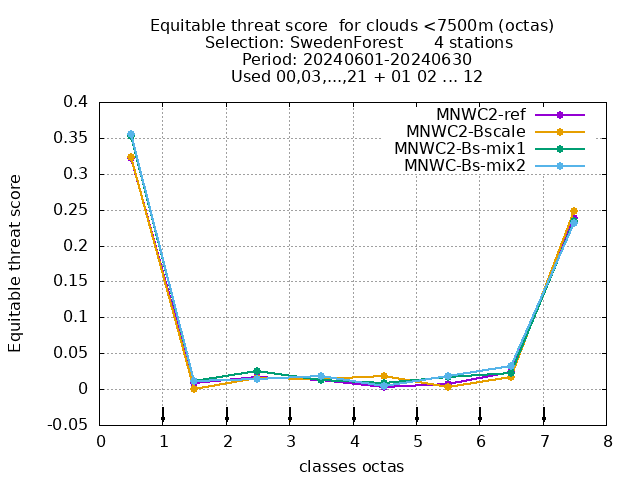 Equitable threat score  for clouds <7500m (octas)
Selection: SwedenForest      4 stations
Period: 20240601-20240630
Used 00,03,...,21 + 01 02 ... 12
MNWC2-ref
MNWC2-Bscale
MNWC2-Bs-mix1
MNWC-Bs-mix2
Equitable threat score
0.4
0.35
0.3
0.25
0.2
0.15
0.1
0.05
0
-0.05
0 1 2 3 4 5 6 7 8
classes octas